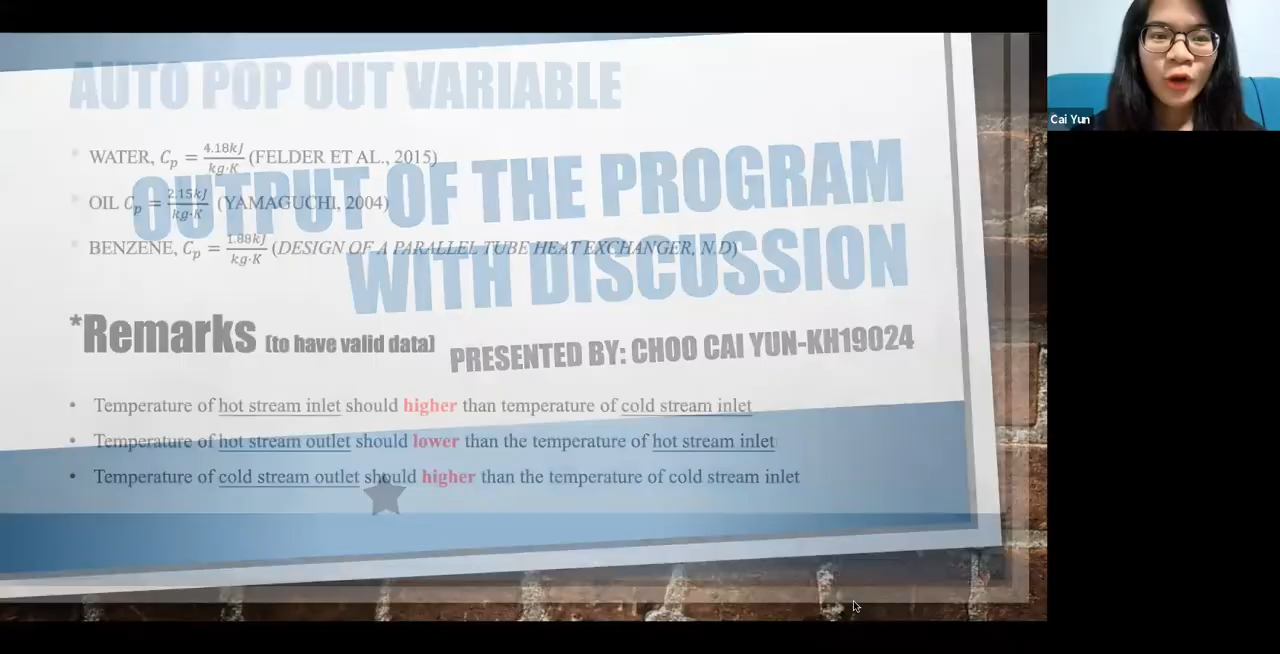 AUTO POP OUT VARIABLE
WATER, C_p = 4.18kJ/kg·K (FELDER ET AL., 2015)
OIL C_p = 2.15kJ/kg·K (YAMAGUCHI, 2004)
BENZENE, C_p = 1.88kJ/kg·K (DESIGN OF A PARALLEL TUBE HEAT EXCHANGER, N.D)
OUTPUT OF THE PROGRAM
WITH DISCUSSION
PRESENTED BY: CHOO CAI YUN-KH19024
*Remarks (to have valid data)
• Temperature of hot stream inlet should higher than temperature of cold stream inlet
• Temperature of hot stream outlet should lower than the temperature of hot stream inlet
• Temperature of cold stream outlet should higher than the temperature of cold stream inlet
Cai Yun